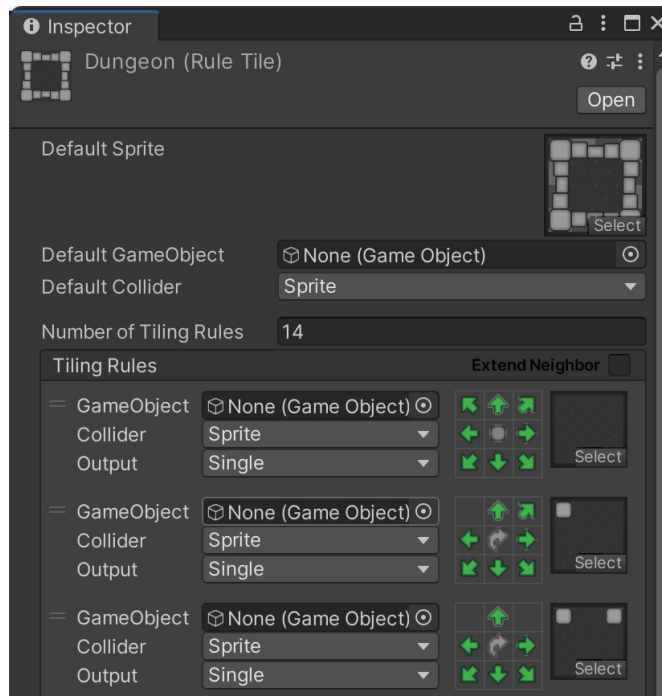 Inspector
Dungeon (Rule Tile)
Open
Default Sprite
Select
Default GameObject None (Game Object)
Default Collider Sprite
Number of Tiling Rules 14
Tiling Rules Extend Neighbor
GameObject None (Game Object)
Collider Sprite
Output Single Select
GameObject None (Game Object)
Collider Sprite
Output Single Select
GameObject None (Game Object)
Collider Sprite
Output Single Select